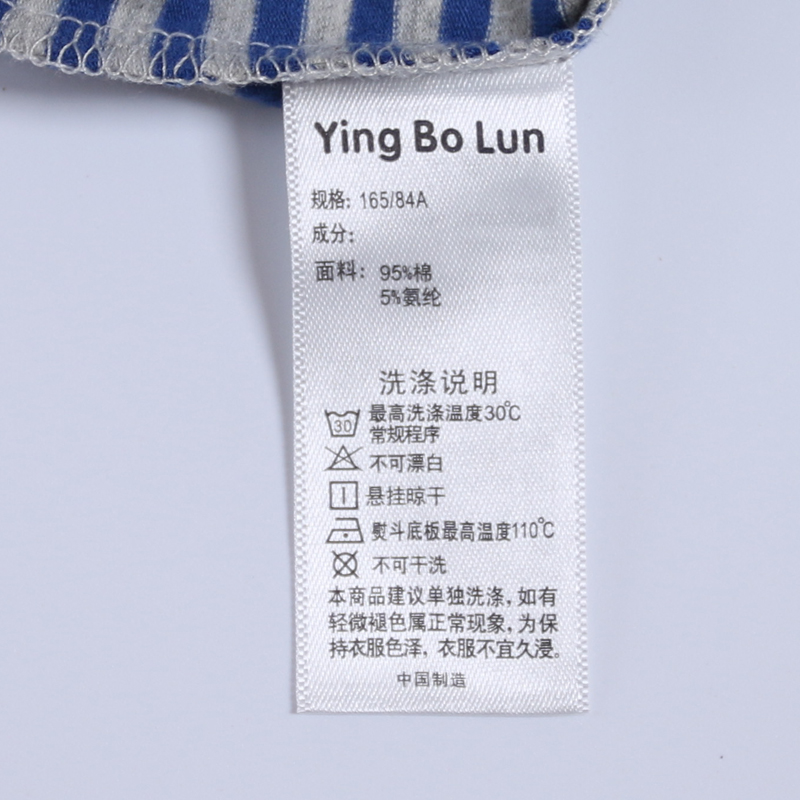 Ying Bo Lun
规格: 165/84A
成分:
面料: 95%棉
5%氨纶
洗涤说明
30 最高洗涤温度30℃
常规程序
不可漂白
悬挂晾干
熨斗底板最高温度110℃
不可干洗
本商品建议单独洗涤, 如有
轻微褪色属正常现象, 为保
持衣服色泽, 衣服不宜久浸。
中国制造